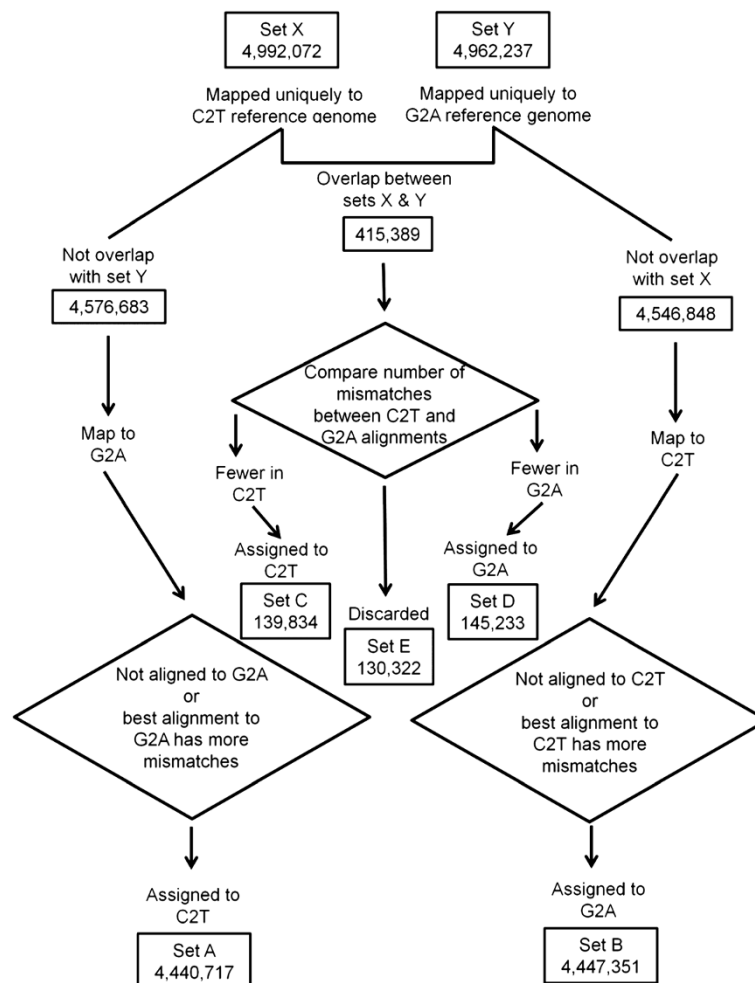 Set X
4,992,072
Set Y
4,962,237
Mapped uniquely to
C2T reference genome
Mapped uniquely to
G2A reference genome
Overlap between
sets X & Y
415,389
Not overlap
with set Y
4,576,683
Not overlap
with set X
4,546,848
Compare number of
mismatches
between C2T and
G2A alignments
Map to
G2A
Map to
C2T
Fewer in
C2T
Fewer in
G2A
Assigned to
C2T
Set C
139,834
Assigned to
G2A
Set D
145,233
Discarded
Set E
130,322
Not aligned to G2A
or
best alignment to
G2A has more
mismatches
Not aligned to C2T
or
best alignment to
C2T has more
mismatches
Assigned to
C2T
Set A
4,440,717
Assigned to
G2A
Set B
4,447,351